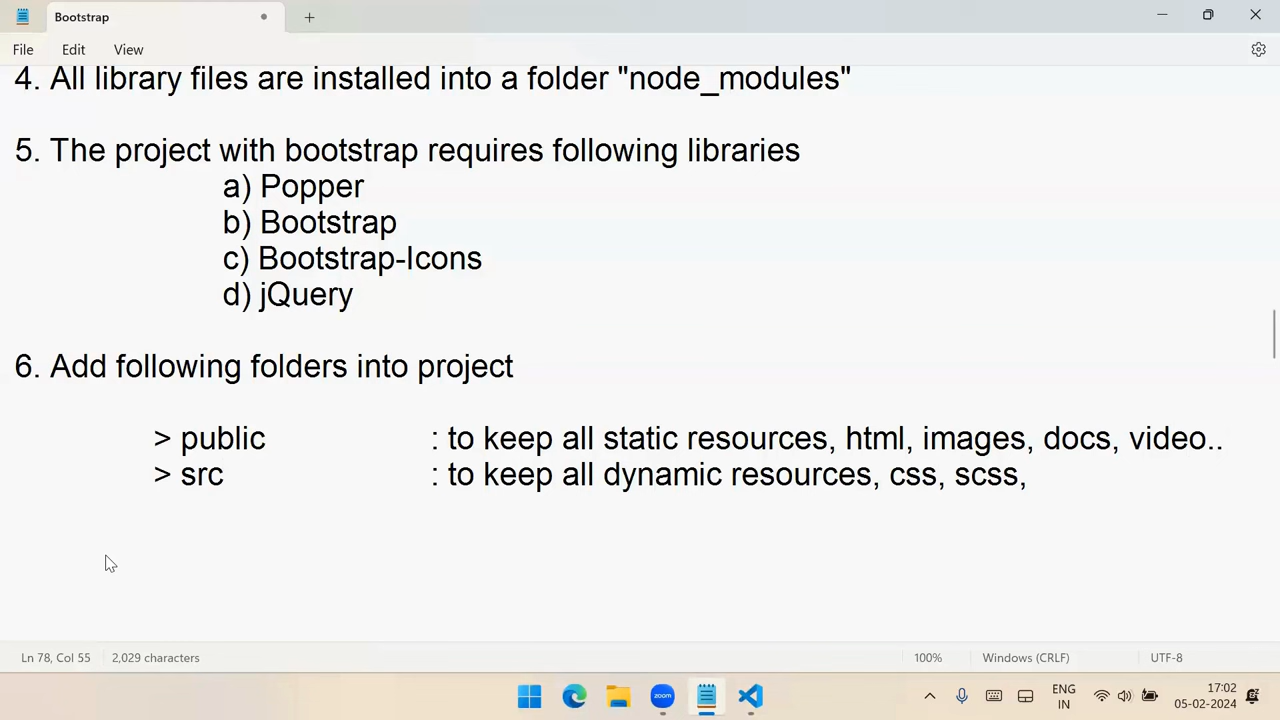 Bootstrap
File Edit View
4. All library files are installed into a folder "node_modules"
5. The project with bootstrap requires following libraries
a) Popper
b) Bootstrap
c) Bootstrap-Icons
d) jQuery
6. Add following folders into project
> public : to keep all static resources, html, images, docs, video..
> src : to keep all dynamic resources, css, scss,
Ln 78, Col 55 2,029 characters 100% Windows (CRLF) UTF-8
zoom ENG 17:02
IN 05-02-2024